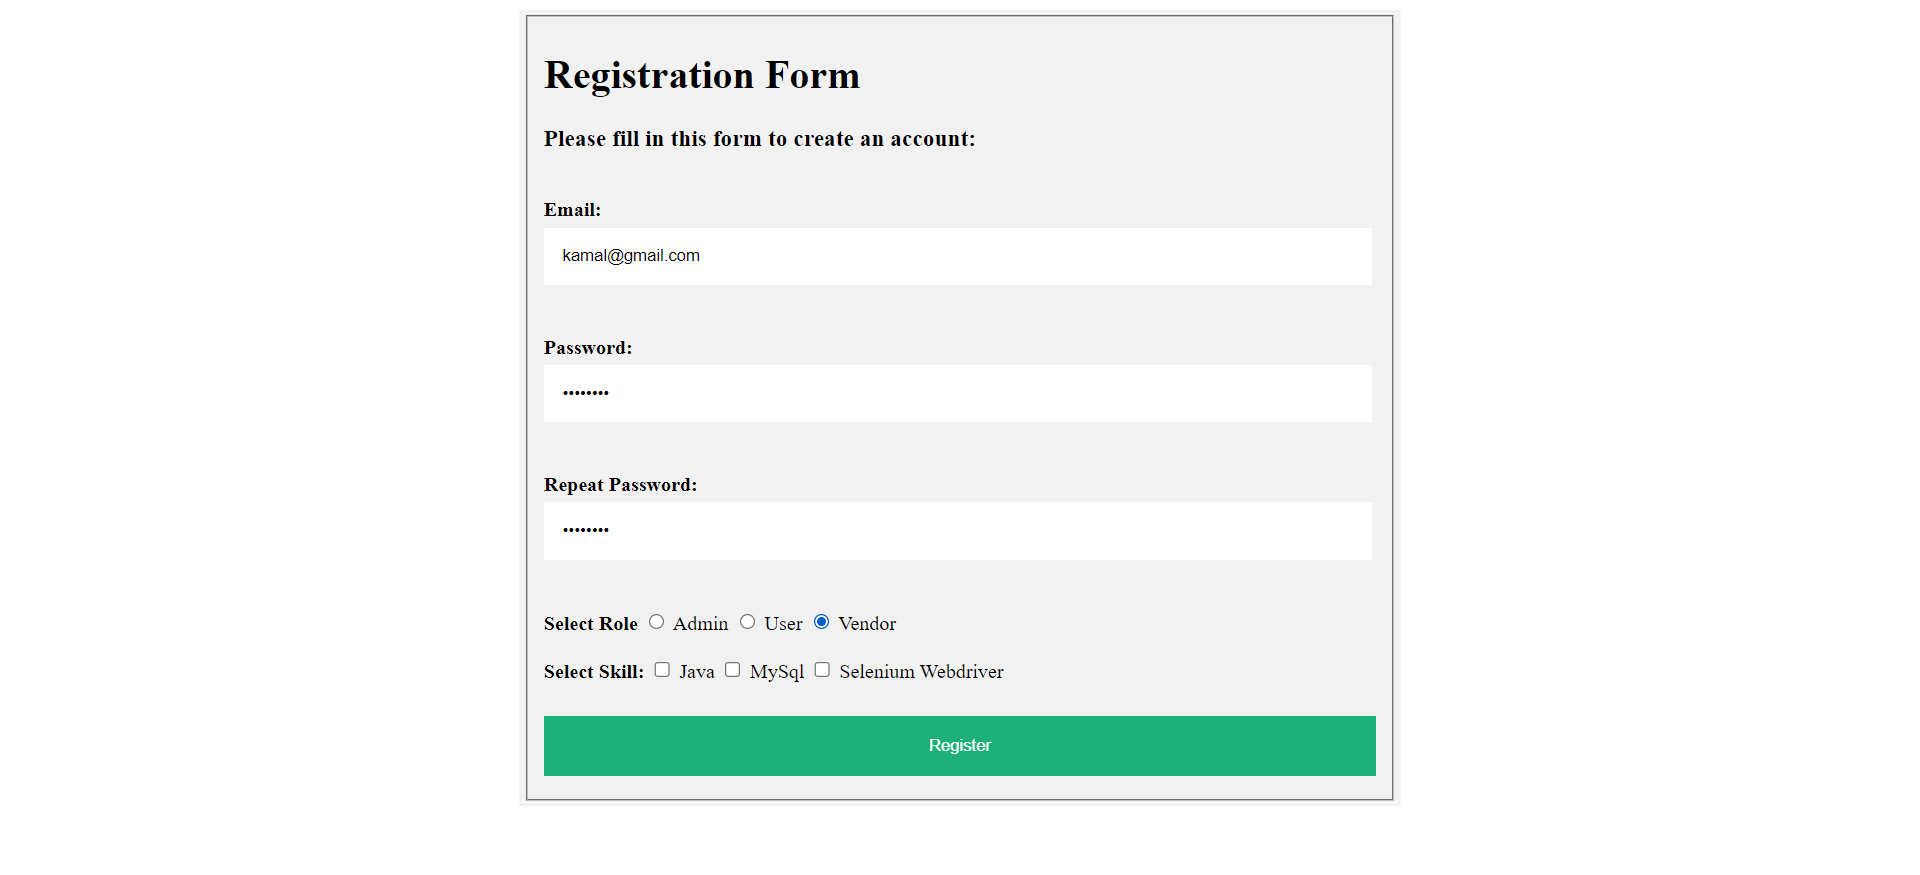 Registration Form
Please fill in this form to create an account:
Email:
kamal@gmail.com
Password:
••••••••
Repeat Password:
••••••••
Select Role Admin User Vendor
Select Skill: Java MySql Selenium Webdriver
Register